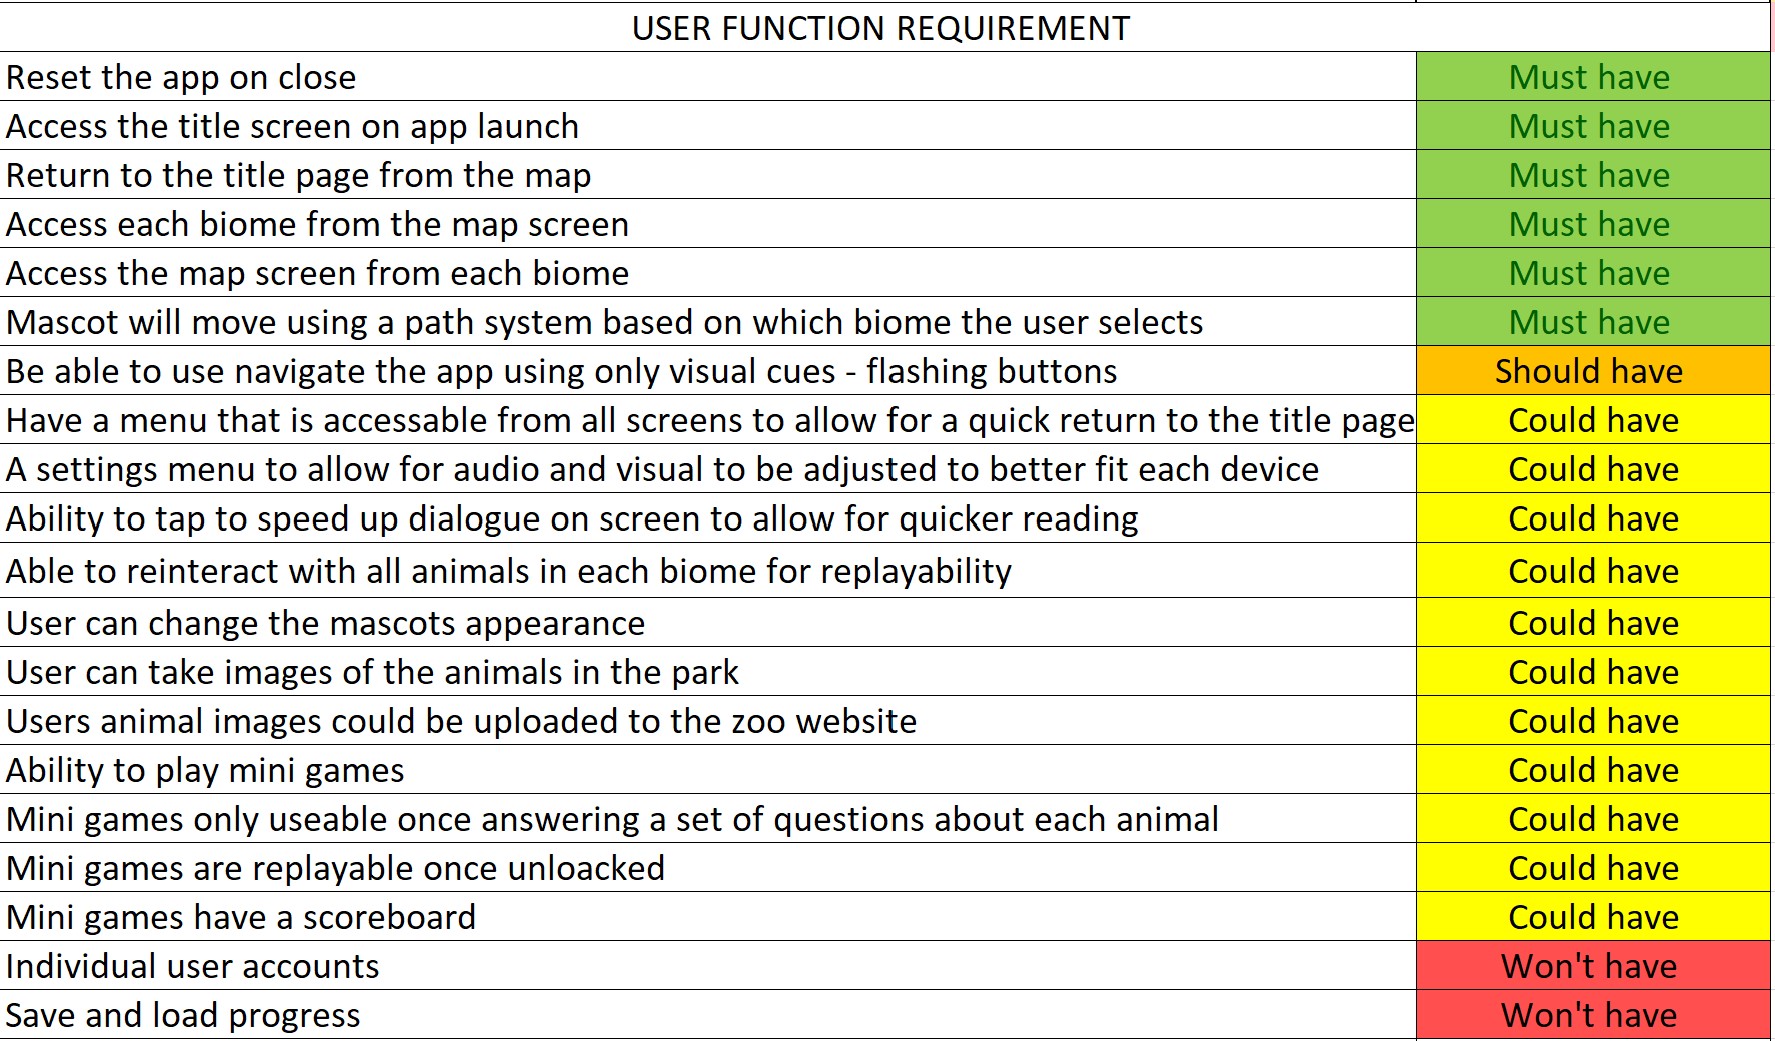 USER FUNCTION REQUIREMENT
Reset the app on close Must have
Access the title screen on app launch Must have
Return to the title page from the map Must have
Access each biome from the map screen Must have
Access the map screen from each biome Must have
Mascot will move using a path system based on which biome the user selects Must have
Be able to use navigate the app using only visual cues - flashing buttons Should have
Have a menu that is accessable from all screens to allow for a quick return to the title page Could have
A settings menu to allow for audio and visual to be adjusted to better fit each device Could have
Ability to tap to speed up dialogue on screen to allow for quicker reading Could have
Able to reinteract with all animals in each biome for replayability Could have
User can change the mascots appearance Could have
User can take images of the animals in the park Could have
Users animal images could be uploaded to the zoo website Could have
Ability to play mini games Could have
Mini games only useable once answering a set of questions about each animal Could have
Mini games are replayable once unloacked Could have
Mini games have a scoreboard Could have
Individual user accounts Won't have
Save and load progress Won't have